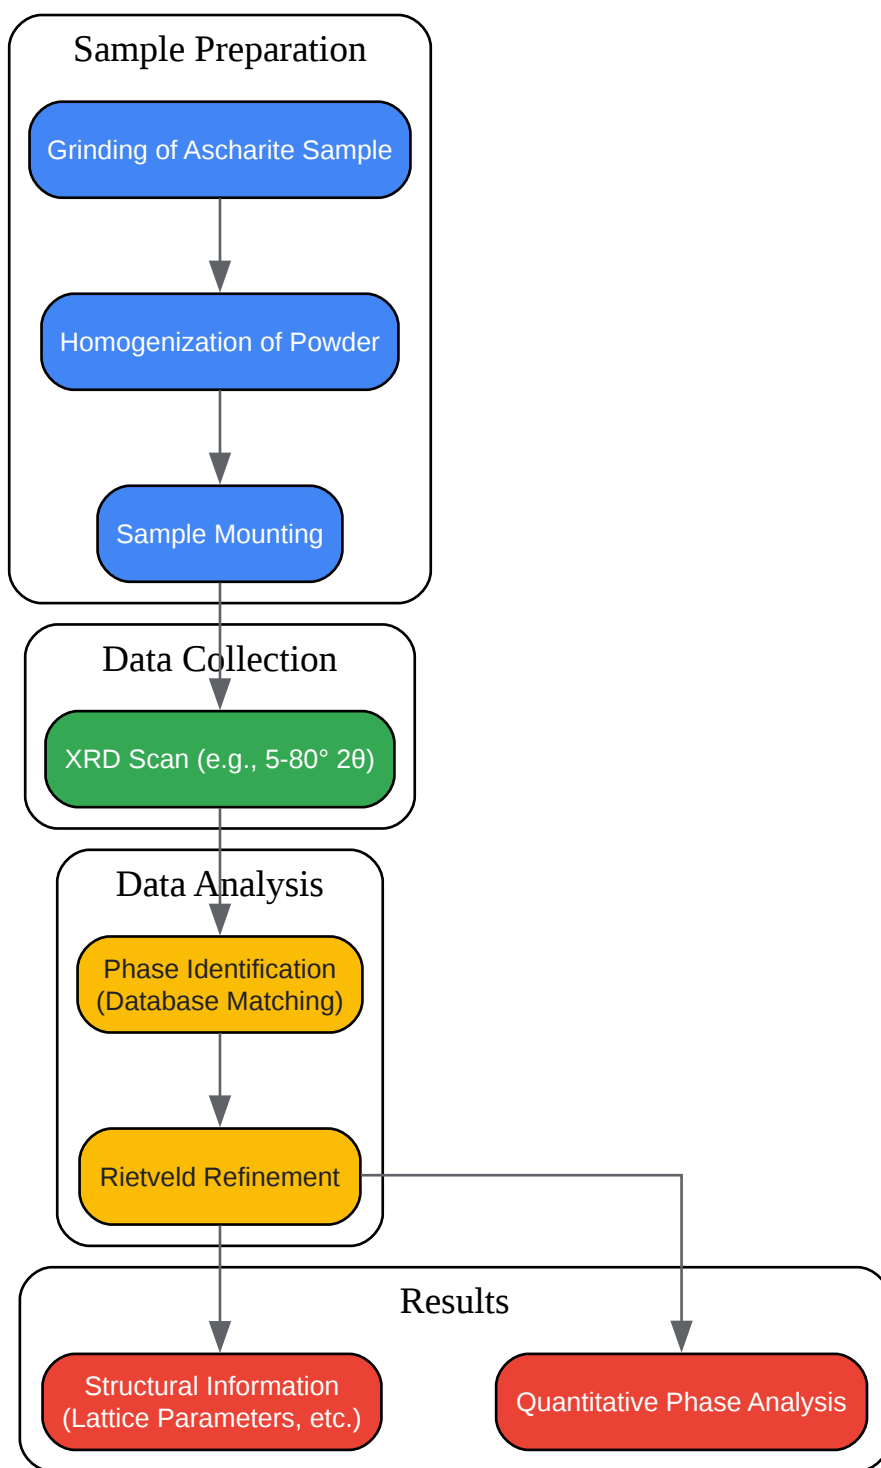 Sample Preparation
Grinding of Ascharite Sample
Homogenization of Powder
Sample Mounting
Data Collection
XRD Scan (e.g., 5-80° 2θ)
Data Analysis
Phase Identification
(Database Matching)
Rietveld Refinement
Results
Structural Information
(Lattice Parameters, etc.)
Quantitative Phase Analysis